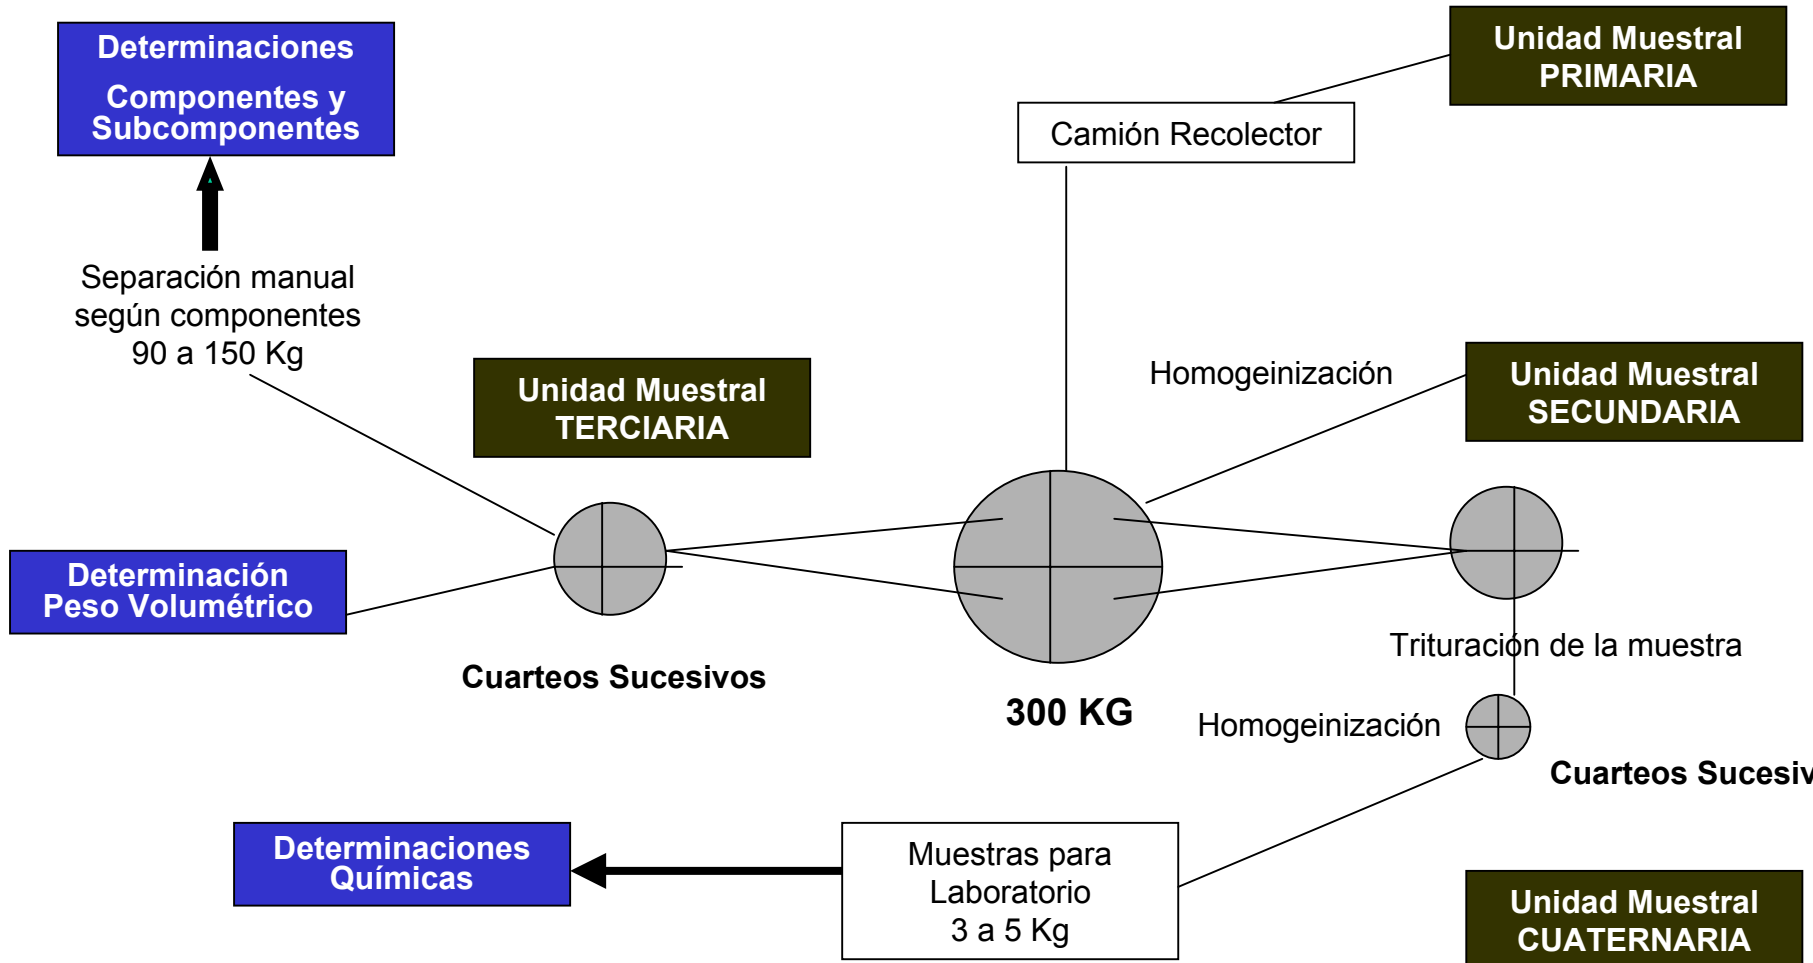 Determinaciones
Componentes y
Subcomponentes
Unidad Muestral
PRIMARIA
Camión Recolector
Separación manual
según componentes
90 a 150 Kg
Unidad Muestral
TERCIARIA
Homogeinización
Unidad Muestral
SECUNDARIA
Determinación
Peso Volumétrico
Cuarteos Sucesivos
300 KG
Trituración de la muestra
Homogeinización
Cuarteos Sucesiv
Determinaciones
Químicas
Muestras para
Laboratorio
3 a 5 Kg
Unidad Muestral
CUATERNARIA